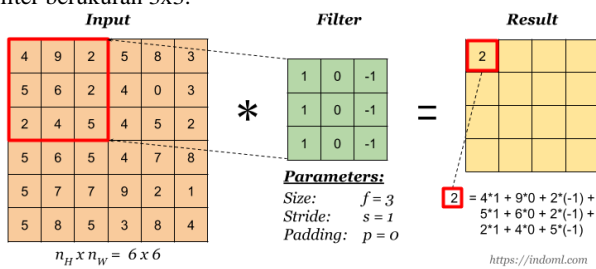 filter berukuran 3x3.
Input Filter Result
4 9 2 5 8 3
5 6 2 4 0 3
2 4 5 4 5 2
5 6 5 4 7 8
5 7 7 9 2 1
5 8 5 3 8 4
n_H x n_W = 6 x 6
*
1 0 -1
1 0 -1
1 0 -1
Parameters:
Size: f = 3
Stride: s = 1
Padding: p = 0
=
2
2 = 4*1 + 9*0 + 2*(-1) +
5*1 + 6*0 + 2*(-1) +
2*1 + 4*0 + 5*(-1)
https://indoml.com